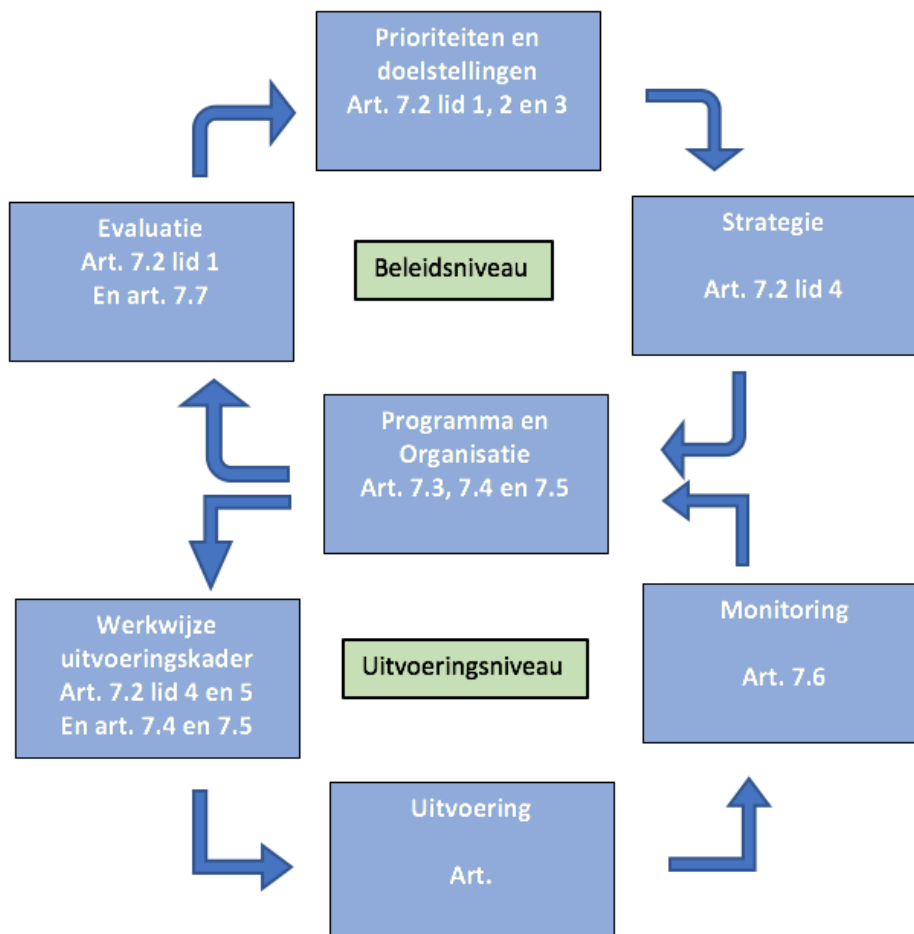 Prioriteiten en
doelstellingen
Art. 7.2 lid 1, 2 en 3
Evaluatie
Art. 7.2 lid 1
En art. 7.7
Beleidsniveau
Strategie
Art. 7.2 lid 4
Programma en
Organisatie
Art. 7.3, 7.4 en 7.5
Werkwijze
uitvoeringskader
Art. 7.2 lid 4 en 5
En art. 7.4 en 7.5
Uitvoeringsniveau
Monitoring
Art. 7.6
Uitvoering
Art.